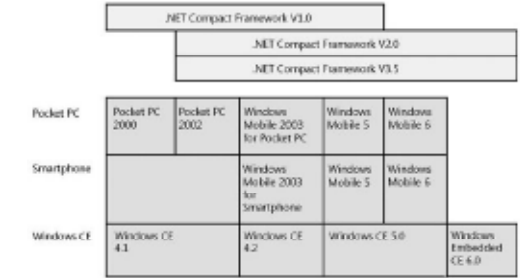 .NET Compact Framework V1.0
.NET Compact Framework V2.0
.NET Compact Framework V3.5
Pocket PC
Pocket PC
2000
Pocket PC
2002
Windows
Mobile 2003
for Pocket PC
Windows
Mobile 5
Windows
Mobile 6
Smartphone
Windows
Mobile 2003
for
Smartphone
Windows
Mobile 5
Windows
Mobile 6
Windows CE
Windows CE
4.1
Windows CE
4.2
Windows CE 5.0
Windows
Embedded
CE 6.0